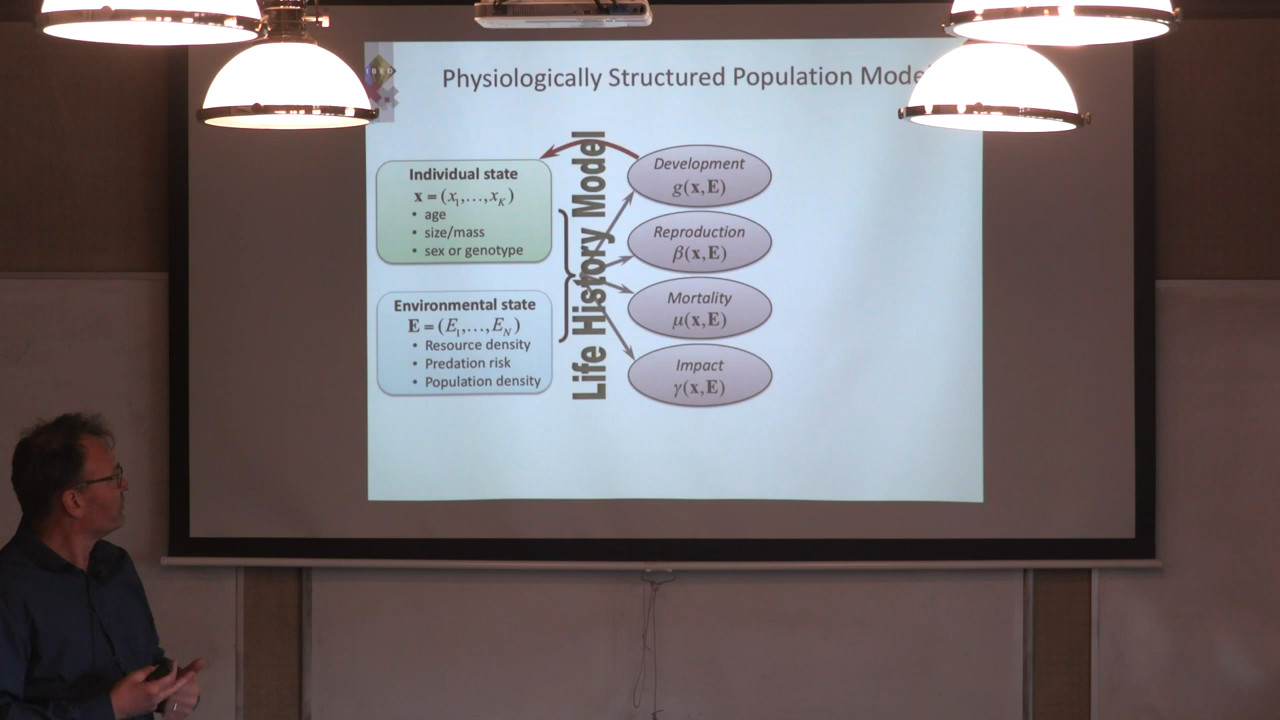 IBED
Physiologically Structured Population Model
Individual state
x = (x₁,…,x_K)
• age
• size/mass
• sex or genotype
Environmental state
E = (E₁,…,E_N)
• Resource density
• Predation risk
• Population density
Life History Model
Development
g(x,E)
Reproduction
β(x,E)
Mortality
μ(x,E)
Impact
γ(x,E)